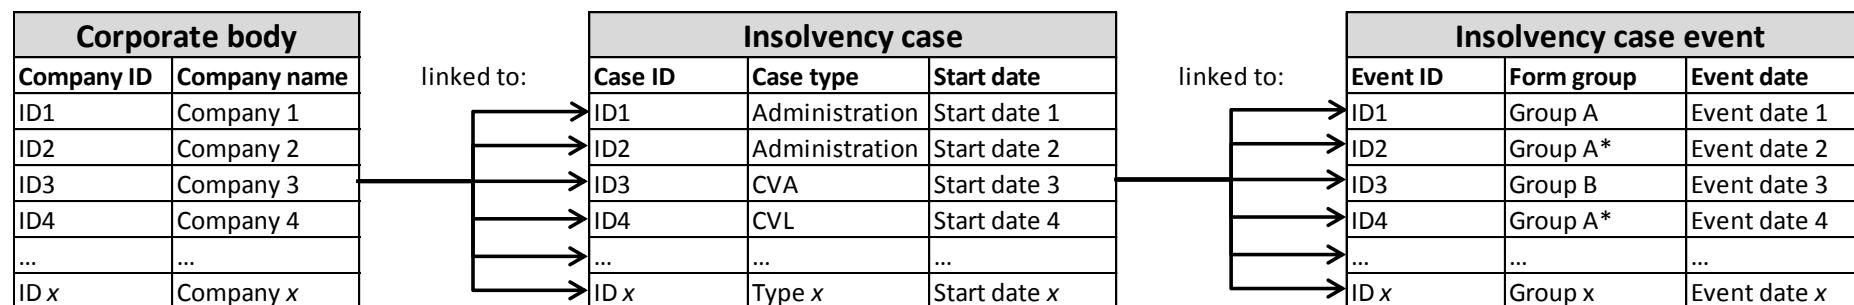 Corporate body Insolvency case Insolvency case event
Company ID Company name linked to: Case ID Case type Start date linked to: Event ID Form group Event date
ID1 Company 1 ID1 Administration Start date 1 ID1 Group A Event date 1
ID2 Company 2 ID2 Administration Start date 2 ID2 Group A* Event date 2
ID3 Company 3 ID3 CVA Start date 3 ID3 Group B Event date 3
ID4 Company 4 ID4 CVL Start date 4 ID4 Group A* Event date 4
... ... ... ... ... ... ... ...
ID x Company x ID x Type x Start date x ID x Group x Event date x